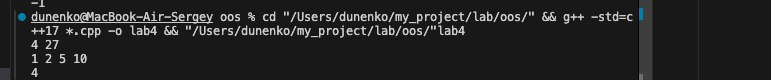 -1
dunenko@MacBook-Air-Sergey oos % cd "/Users/dunenko/my_project/lab/oos/" && g++ -std=c
++17 *.cpp -o lab4 && "/Users/dunenko/my_project/lab/oos/"lab4
4 27
1 2 5 10
4